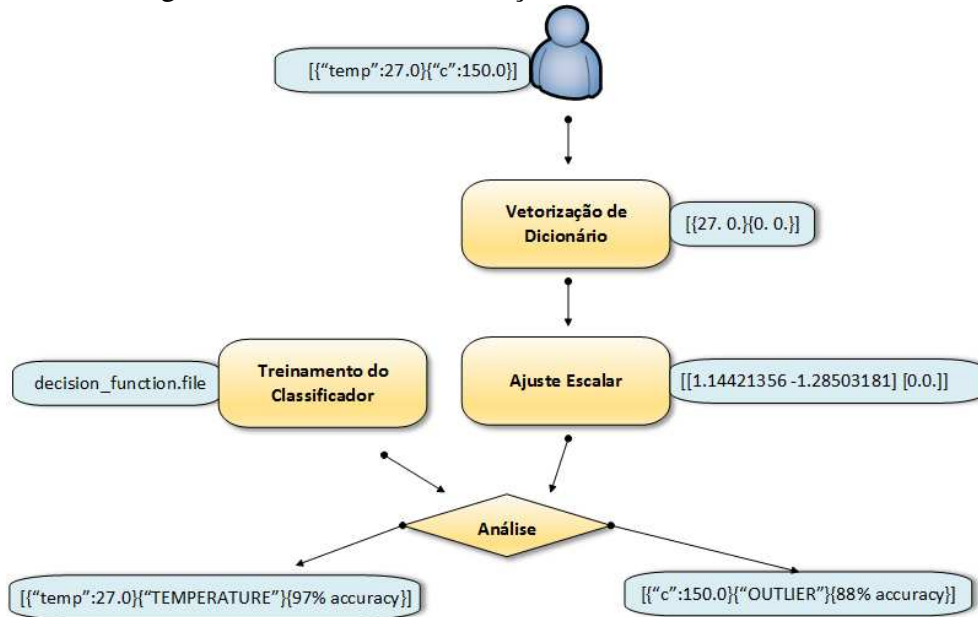 [{“temp”:27.0}{“c”:150.0}]
Vetorização de
Dicionário
[{27. 0.}{0. 0.}]
decision_function.file
Treinamento do
Classificador
Ajuste Escalar
[[1.14421356 -1.28503181] [0.0.]]
Análise
[{“temp”:27.0}{“TEMPERATURE”}{97% accuracy}]
[{“c”:150.0}{“OUTLIER”}{88% accuracy}]